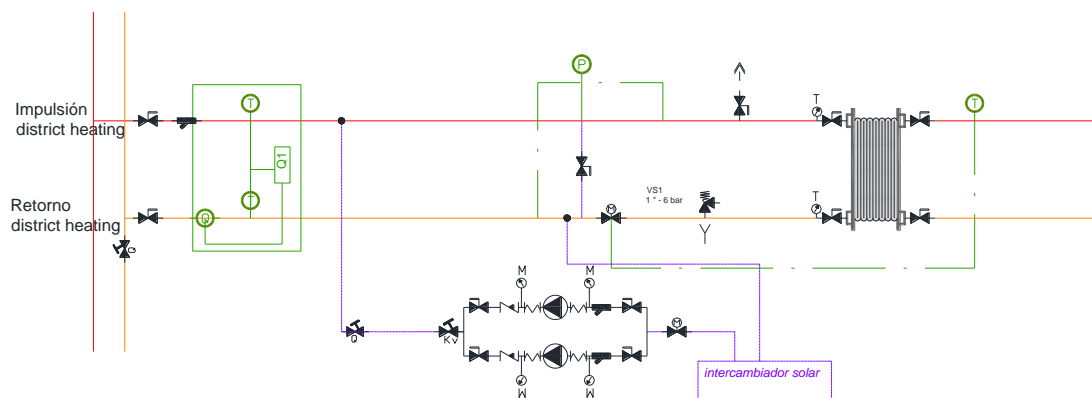 P
T
T
Impulsión
district heating
T
T
Q1
Retorno
district heating
Q
T
VS1
1 " - 6 bar
M
T
Q
M
M
Q
Kv
M
M
M
intercambiador solar